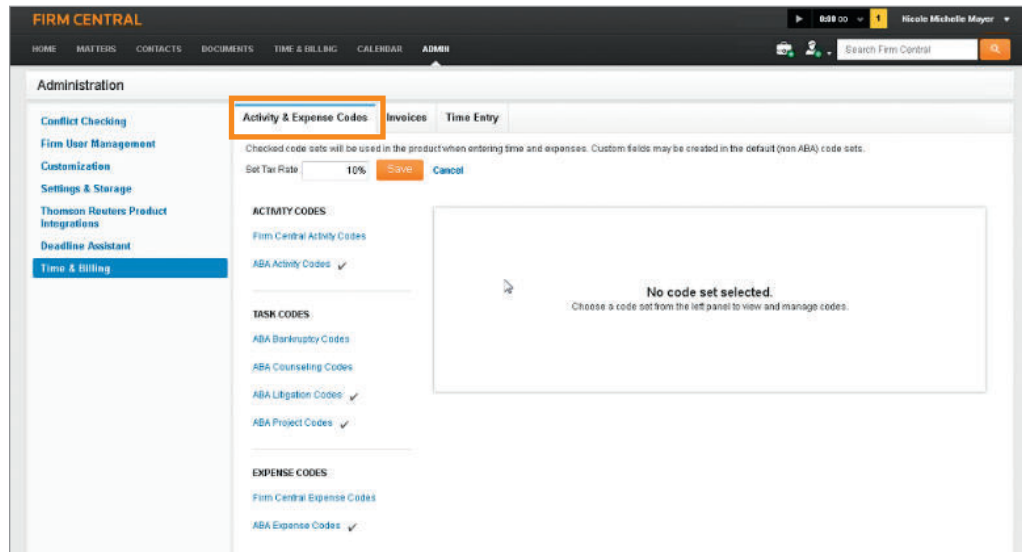 FIRM CENTRAL
0:00 00
1
Nicole Michelle Mayer
HOME MATTERS CONTACTS DOCUMENTS TIME & BILLING CALENDAR ADMIN
Search Firm Central
Administration
Conflict Checking
Firm User Management
Customization
Settings & Storage
Thomson Reuters Product
Integrations
Deadline Assistant
Time & Billing
Activity & Expense Codes Invoices Time Entry
Checked code sets will be used in the product when entering time and expenses. Custom fields may be created in the default (non ABA) code sets.
Set Tax Rate 10% Save Cancel
ACTIVITY CODES
Firm Central Activity Codes
ABA Activity Codes
TASK CODES
ABA Bankruptcy Codes
ABA Counseling Codes
ABA Litigation Codes
ABA Project Codes
EXPENSE CODES
Firm Central Expense Codes
ABA Expense Codes
No code set selected.
Choose a code set from the left panel to view and manage codes.